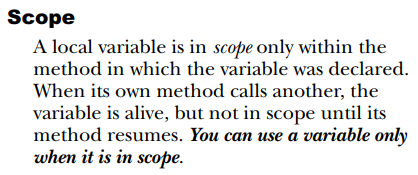 Scope
A local variable is in scope only within the
method in which the variable was declared.
When its own method calls another, the
variable is alive, but not in scope until its
method resumes. You can use a variable only
when it is in scope.